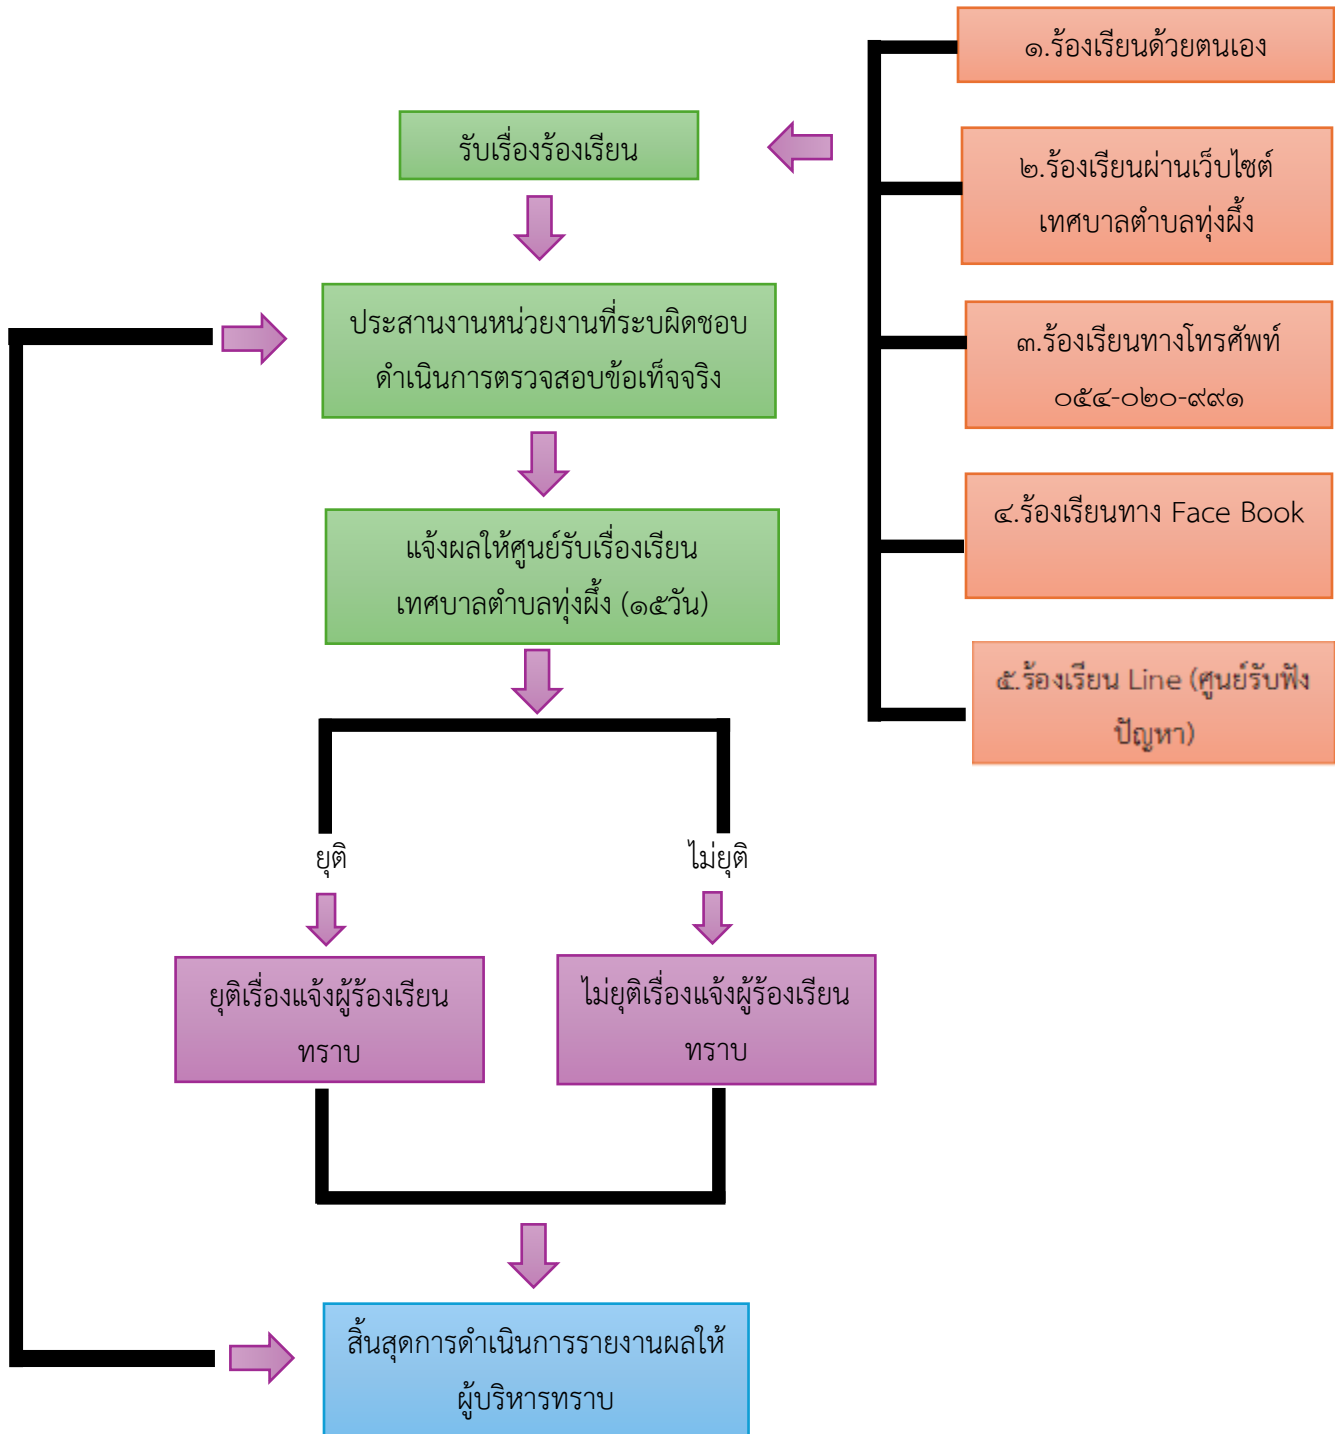 ๑.ร้องเรียนด้วยตนเอง
รับเรื่องร้องเรียน
๒.ร้องเรียนผ่านเว็บไซต์
เทศบาลตำบลทุ่งผึ้ง
ประสานงานหน่วยงานที่ระบผิดชอบ
ดำเนินการตรวจสอบข้อเท็จจริง
๓.ร้องเรียนทางโทรศัพท์
๐๕๔-๐๒๐-๙๙๑
แจ้งผลให้ศูนย์รับเรื่องเรียน
เทศบาลตำบลทุ่งผึ้ง (๑๕วัน)
๔.ร้องเรียนทาง Face Book
๕.ร้องเรียน Line (ศูนย์รับฟัง
ปัญหา)
ยุติ
ไม่ยุติ
ยุติเรื่องแจ้งผู้ร้องเรียน
ทราบ
ไม่ยุติเรื่องแจ้งผู้ร้องเรียน
ทราบ
สิ้นสุดการดำเนินการรายงานผลให้
ผู้บริหารทราบ